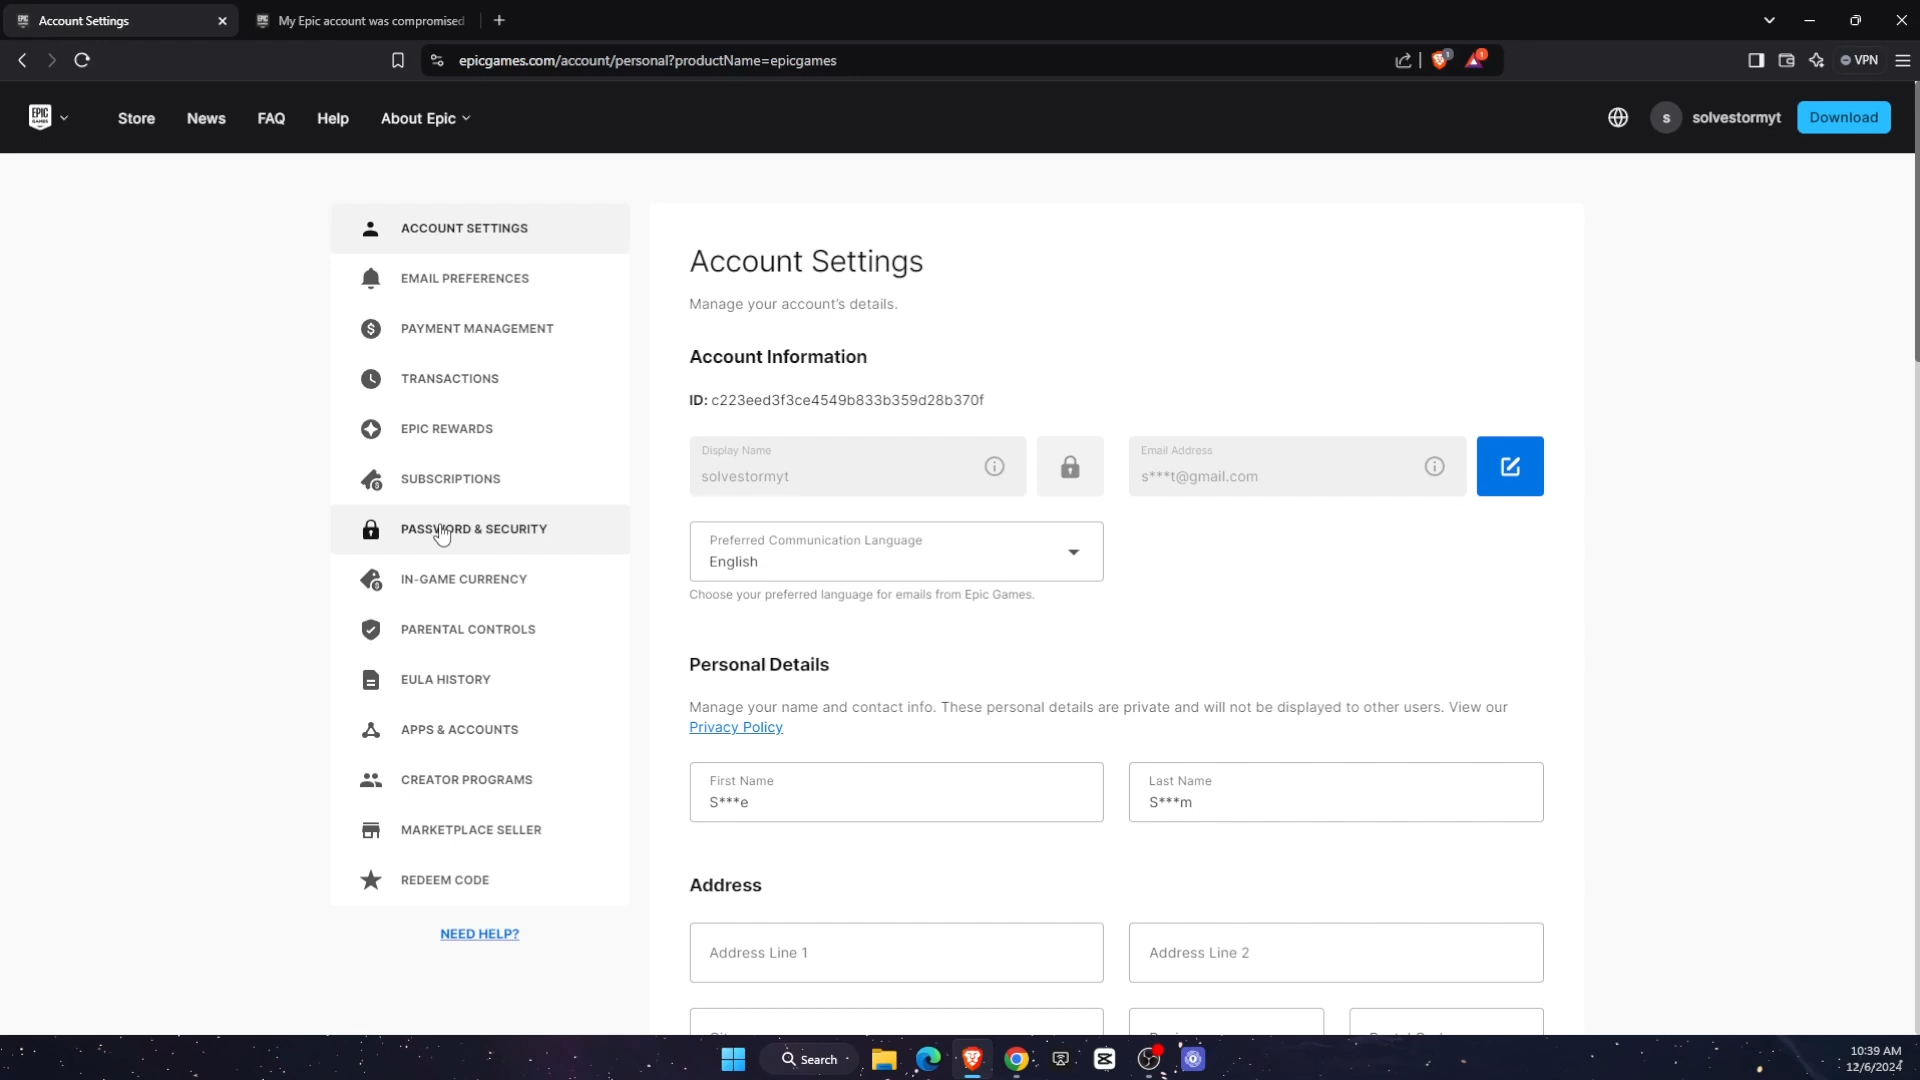 Account Settings
My Epic account was compromised
epicgames.com/account/personal?productName=epicgames
1
1
VPN
EPIC GAMES
Store
News
FAQ
Help
About Epic
S
solvestormyt
Download
ACCOUNT SETTINGS
EMAIL PREFERENCES
PAYMENT MANAGEMENT
TRANSACTIONS
EPIC REWARDS
SUBSCRIPTIONS
PASSWORD & SECURITY
IN-GAME CURRENCY
PARENTAL CONTROLS
EULA HISTORY
APPS & ACCOUNTS
CREATOR PROGRAMS
MARKETPLACE SELLER
REDEEM CODE
NEED HELP?
Account Settings
Manage your account's details.
Account Information
ID: c223eed3f3ce4549b833b359d28b370f
Display Name
solvestormyt
Email Address
s***t@gmail.com
Preferred Communication Language
English
Choose your preferred language for emails from Epic Games.
Personal Details
Manage your name and contact info. These personal details are private and will not be displayed to other users. View our
Privacy Policy
First Name
S***e
Last Name
S***m
Address
Address Line 1
Address Line 2
Search
10:39 AM
12/6/2024